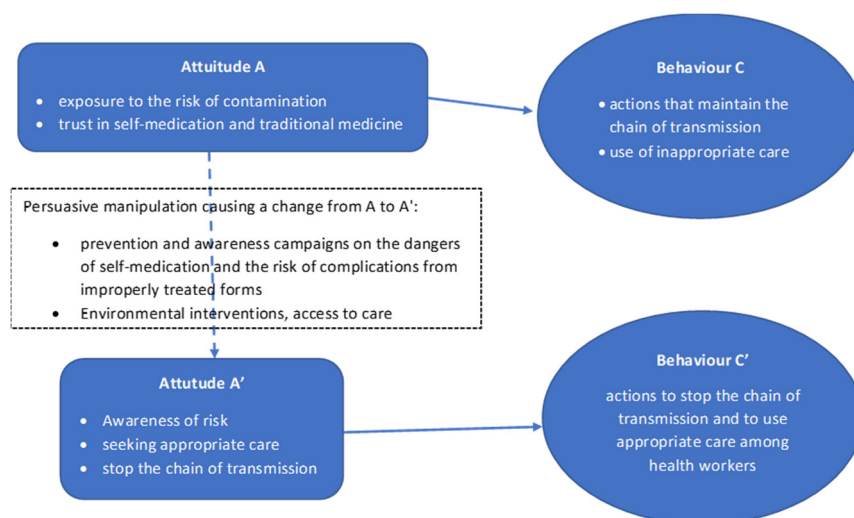 Attuitude A
• exposure to the risk of contamination
• trust in self-medication and traditional medicine
Behaviour C
• actions that maintain the
chain of transmission
• use of inappropriate care
Persuasive manipulation causing a change from A to A':
• prevention and awareness campaigns on the dangers
of self-medication and the risk of complications from
improperly treated forms
• Environmental interventions, access to care
Attutude A’
• Awareness of risk
• seeking appropriate care
• stop the chain of transmission
Behaviour C’
actions to stop the chain of
transmission and to use
appropriate care among
health workers